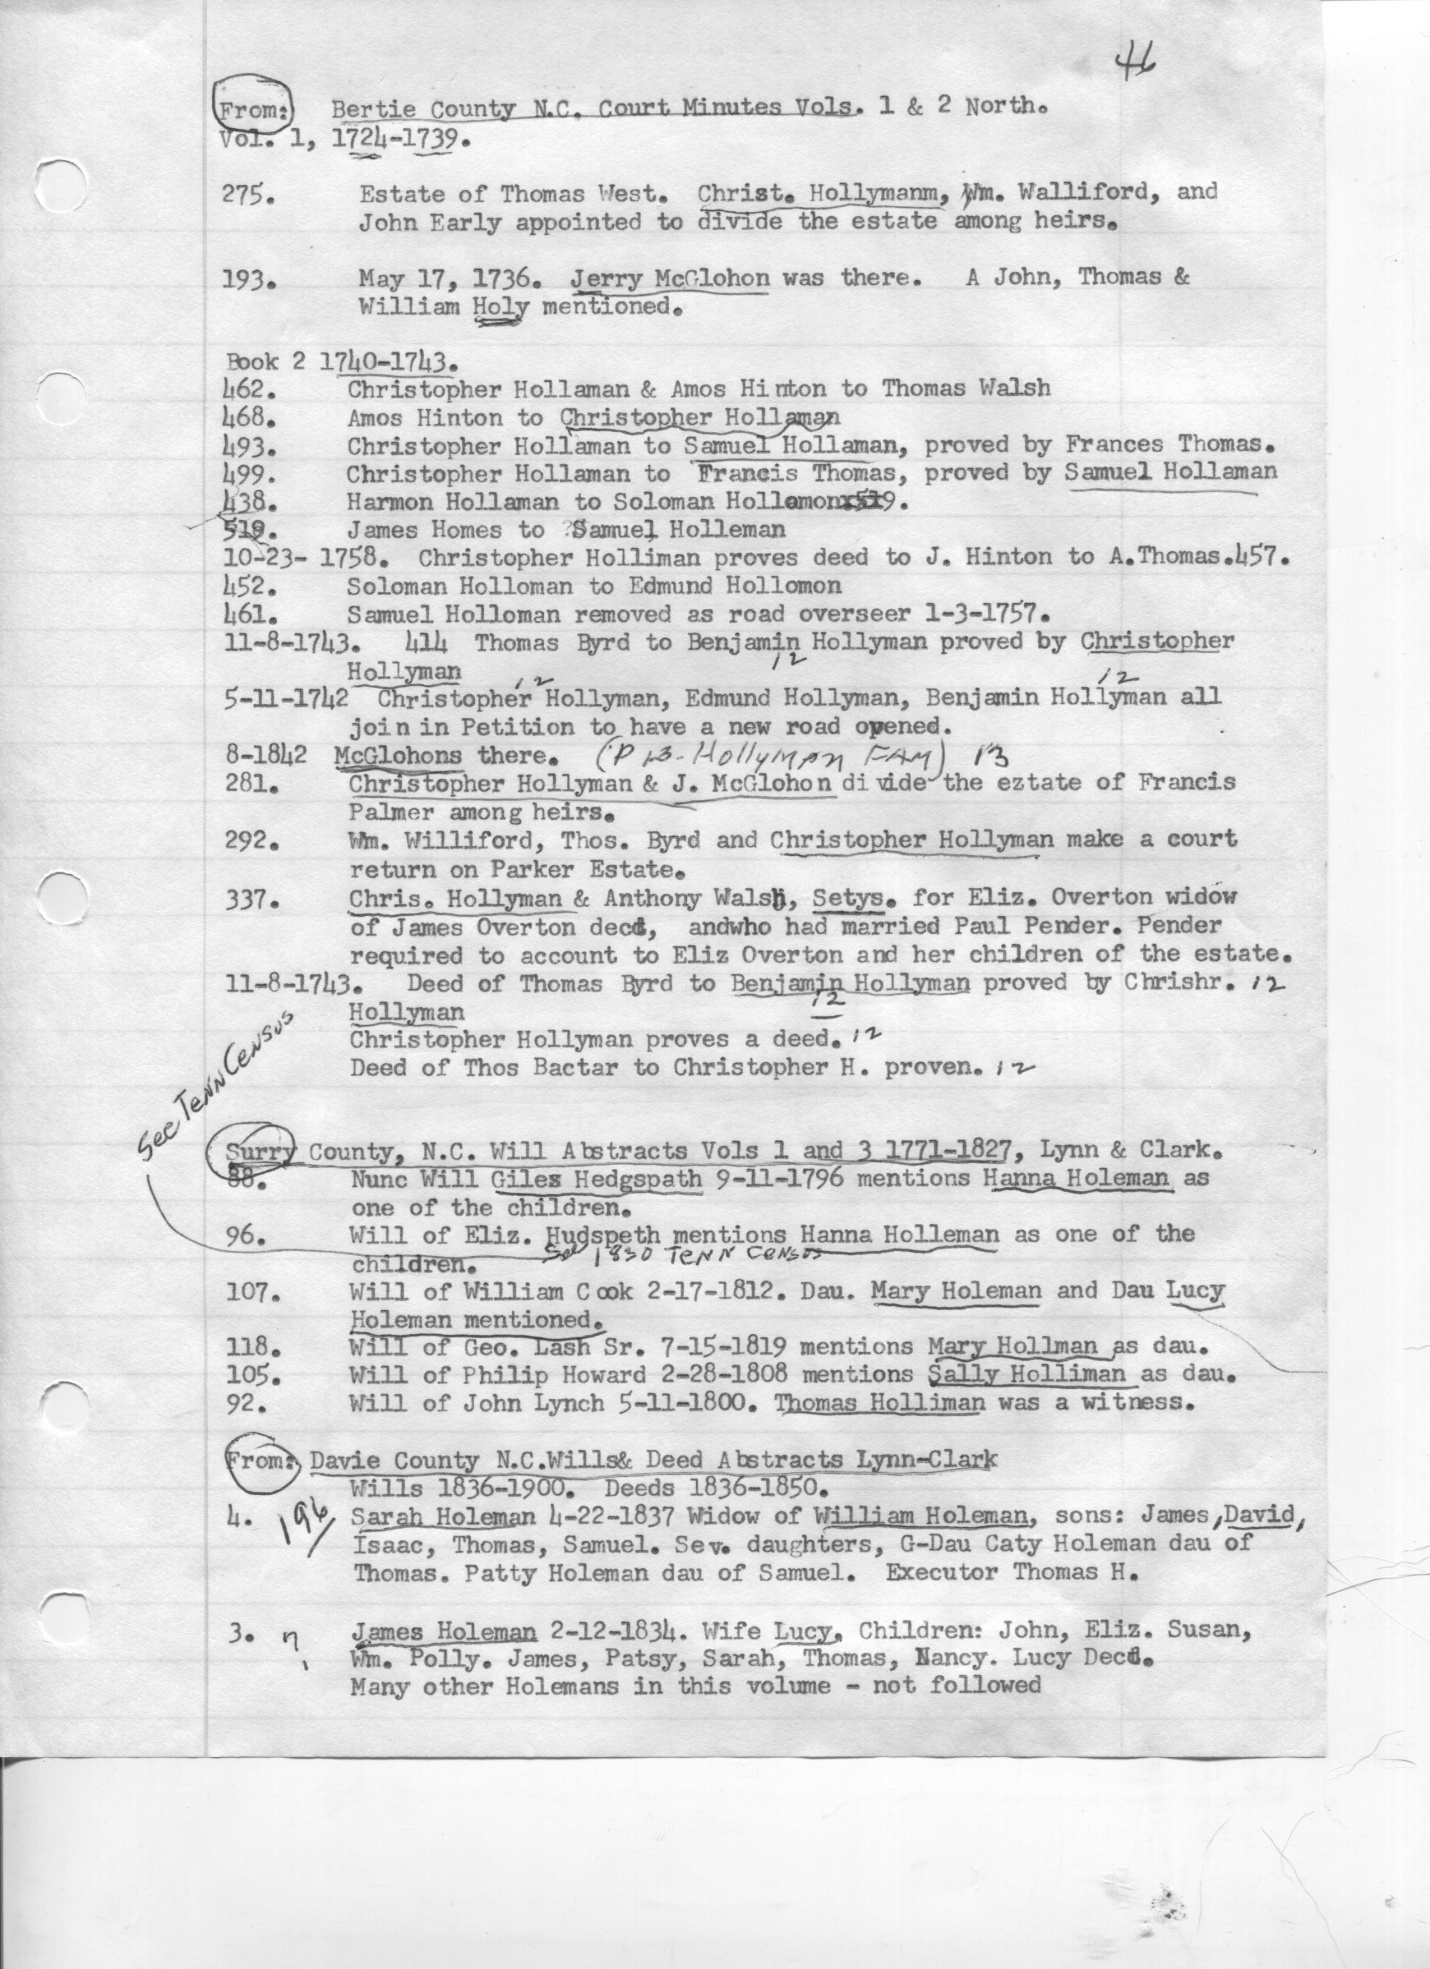 46
From: Bertie County N.C. Court Minutes Vols. 1 & 2 North.
Vol. 1, 1724-1739.
275. Estate of Thomas West. Christ. Hollymanm, Wm. Walliford, and
John Early appointed to divide the estate among heirs.
193. May 17, 1736. Jerry McGlohon was there. A John, Thomas &
William Holy mentioned.
Book 2 1740-1743.
462. Christopher Hollaman & Amos Hinton to Thomas Walsh
468. Amos Hinton to Christopher Hollaman
493. Christopher Hollaman to Samuel Hollaman, proved by Frances Thomas.
499. Christopher Hollaman to Francis Thomas, proved by Samuel Hollaman
438. Harmon Hollaman to Soloman Hollomon
519. James Homes to ?Samuel Holleman
10-23- 1758. Christopher Holliman proves deed to J. Hinton to A.Thomas.457.
452. Soloman Holloman to Edmund Hollomon
461. Samuel Holloman removed as road overseer 1-3-1757.
11-8-1743. 414 Thomas Byrd to Benjamin Hollyman proved by Christopher
12
Hollyman
12 12
5-11-1742 Christopher Hollyman, Edmund Hollyman, Benjamin Hollyman all
join in Petition to have a new road opened.
8-1842 McGlohons there. (P 13- Hollyman FAM) 13
281. Christopher Hollyman & J. McGlohon divide the eztate of Francis
Palmer among heirs.
292. Wm. Williford, Thos. Byrd and Christopher Hollyman make a court
return on Parker Estate.
337. Chris. Hollyman & Anthony Walsh, Setys. for Eliz. Overton widow
of James Overton decd, andwho had married Paul Pender. Pender
required to account to Eliz Overton and her children of the estate.
11-8-1743. Deed of Thomas Byrd to Benjamin Hollyman proved by Chrishr. 12
12
Hollyman
Christopher Hollyman proves a deed. 12
Deed of Thos Bactar to Christopher H. proven. 12
See Tenn Census
Surry County, N.C. Will Abstracts Vols 1 and 3 1771-1827, Lynn & Clark.
88. Nunc Will Giles Hedgspath 9-11-1796 mentions Hanna Holeman as
one of the children.
96. Will of Eliz. Hudspeth mentions Hanna Holleman as one of the
See 1830 Tenn Census
children.
107. Will of William Cook 2-17-1812. Dau. Mary Holeman and Dau Lucy
Holeman mentioned.
118. Will of Geo. Lash Sr. 7-15-1819 mentions Mary Hollman as dau.
105. Will of Philip Howard 2-28-1808 mentions Sally Holliman as dau.
92. Will of John Lynch 5-11-1800. Thomas Holliman was a witness.
From: Davie County N.C.Wills& Deed Abstracts Lynn-Clark
Wills 1836-1900. Deeds 1836-1850.
4. 196/ Sarah Holeman 4-22-1837 Widow of William Holeman, sons: James,David,
Isaac, Thomas, Samuel. Sev. daughters, G-Dau Caty Holeman dau of
Thomas. Patty Holeman dau of Samuel. Executor Thomas H.
3. ? James Holeman 2-12-1834. Wife Lucy. Children: John, Eliz. Susan,
Wm. Polly. James, Patsy, Sarah, Thomas, Nancy. Lucy Decd.
Many other Holemans in this volume - not followed